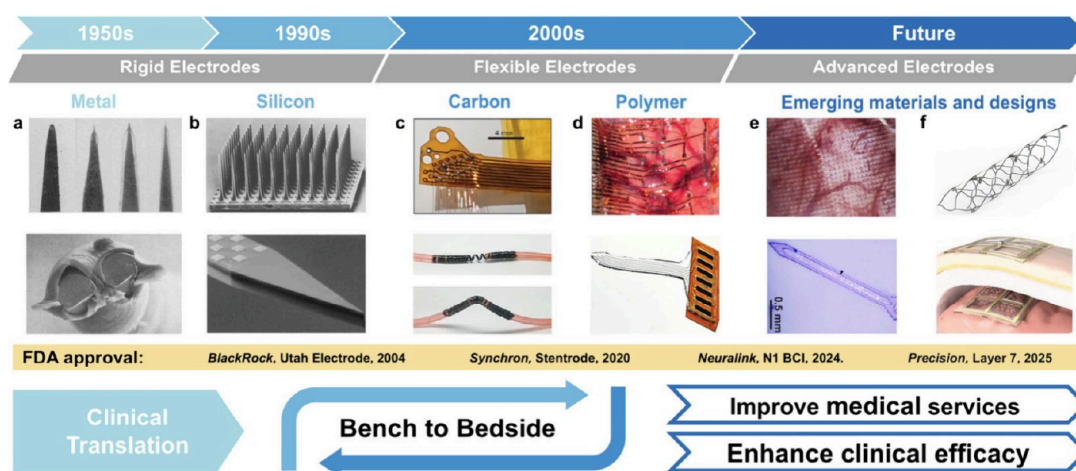 1950s
1990s
2000s
Future
Rigid Electrodes
Flexible Electrodes
Advanced Electrodes
Metal
Silicon
Carbon
Polymer
Emerging materials and designs
a
b
c
d
e
f
4 mm
0.5 mm
FDA approval:
BlackRock, Utah Electrode, 2004
Synchron, Stentrode, 2020
Neuralink, N1 BCI, 2024.
Precision, Layer 7, 2025
Clinical
Translation
Bench to Bedside
Improve medical services
Enhance clinical efficacy